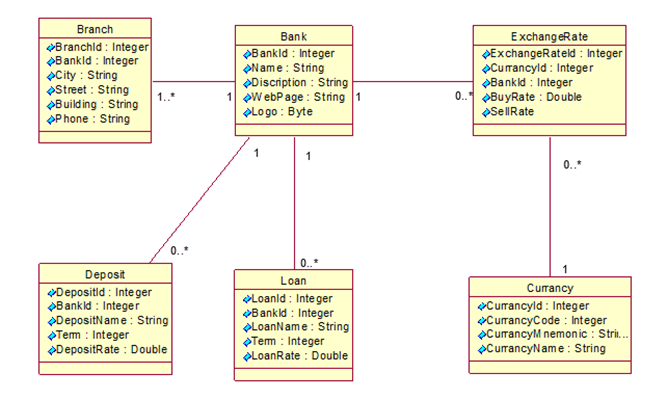 Branch
BranchId : Integer
BankId : Integer
City : String
Street : String
Building : String
Phone : String
1..*
1
Bank
BankId : Integer
Name : String
Discription : String
WebPage : String
Logo : Byte
1
0..*
ExchangeRate
ExchangeRateId : Integer
CurrancyId : Integer
BankId : Integer
BuyRate : Double
SellRate
1
0..*
1
0..*
0..*
1
Deposit
DepositId : Integer
BankId : Integer
DepositName : String
Term : Integer
DepositRate : Double
Loan
LoanId : Integer
BankId : Integer
LoanName : String
Term : Integer
LoanRate : Double
Currency
CurrancyId : Integer
CurrancyCode : Integer
CurrancyMnemonic : Strin...
CurrancyName : String